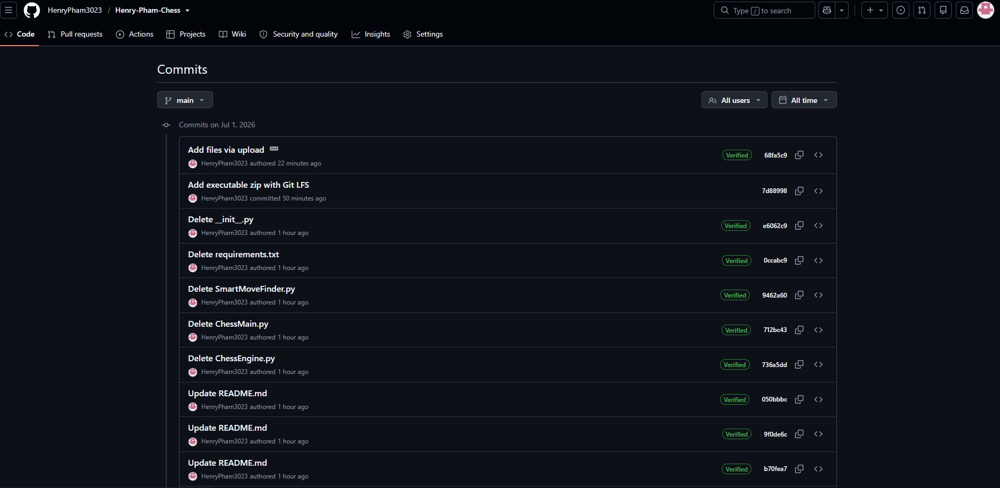 HenryPham3023 / Henry-Pham-Chess
Type / to search
Code
Pull requests
Actions
Projects
Wiki
Security and quality
Insights
Settings
Commits
main
All users
All time
Commits on Jul 1, 2026
Add files via upload
HenryPham3023 authored 22 minutes ago
Verified
68fa5c9
Add executable zip with Git LFS
HenryPham3023 committed 50 minutes ago
7d88998
Delete __init__.py
HenryPham3023 authored 1 hour ago
Verified
e6062c9
Delete requirements.txt
HenryPham3023 authored 1 hour ago
Verified
0ccabc9
Delete SmartMoveFinder.py
HenryPham3023 authored 1 hour ago
Verified
9462a60
Delete ChessMain.py
HenryPham3023 authored 1 hour ago
Verified
712bc43
Delete ChessEngine.py
HenryPham3023 authored 1 hour ago
Verified
736a5dd
Update README.md
HenryPham3023 authored 1 hour ago
Verified
050bbbc
Update README.md
HenryPham3023 authored 1 hour ago
Verified
9f0de6c
Update README.md
HenryPham3023 authored 1 hour ago
Verified
b70fea7